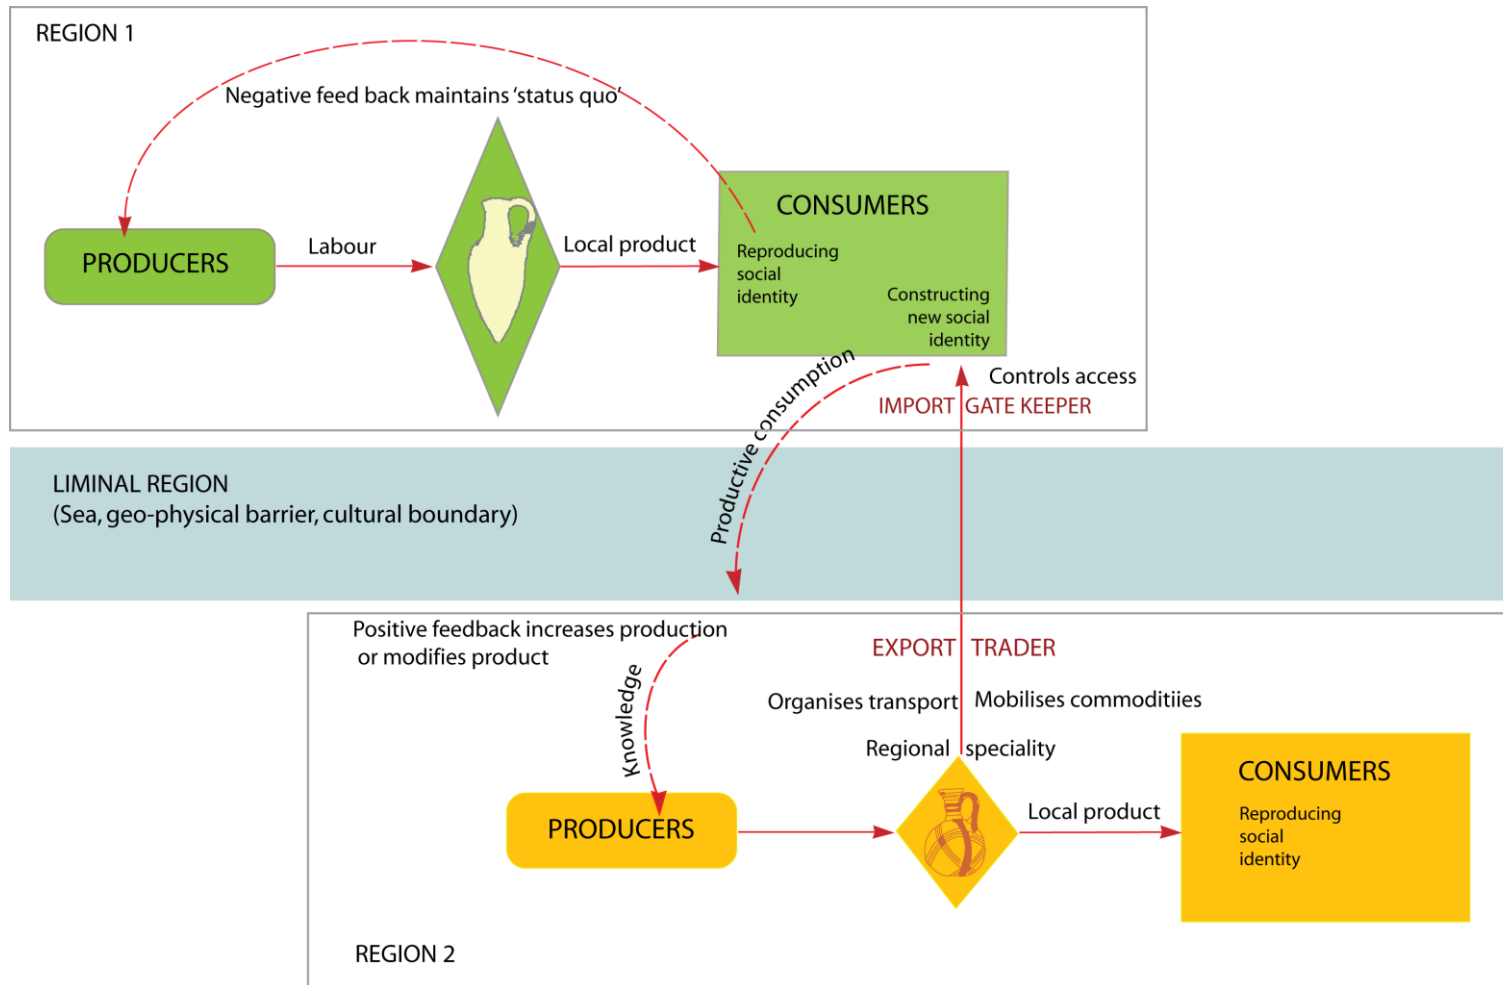 REGION 1
Negative feed back maintains ‘status quo’
PRODUCERS
Labour
Local product
CONSUMERS
Reproducing
social
identity
Constructing
new social
identity
Controls access
IMPORT GATE KEEPER
Productive consumption
LIMINAL REGION
(Sea, geo-physical barrier, cultural boundary)
Positive feedback increases production
or modifies product
Knowledge
EXPORT TRADER
Organises transport
Mobilises commoditiies
Regional speciality
PRODUCERS
Local product
CONSUMERS
Reproducing
social
identity
REGION 2